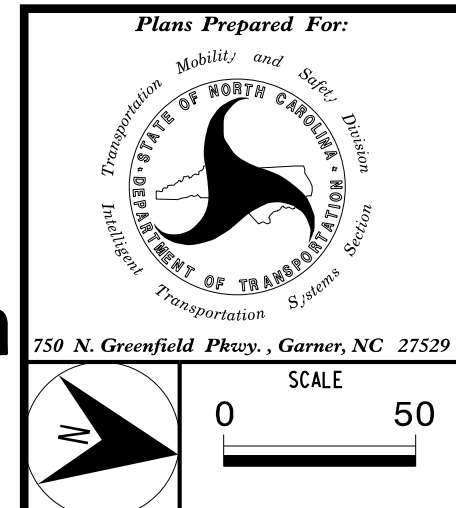 Plans Prepared For:
Transportation Mobility and Safety Division
STATE OF NORTH CAROLINA
DEPARTMENT OF TRANSPORTATION
Intelligent Transportation Systems Section
750 N. Greenfield Pkwy. , Garner, NC 27529
N
SCALE
0 50